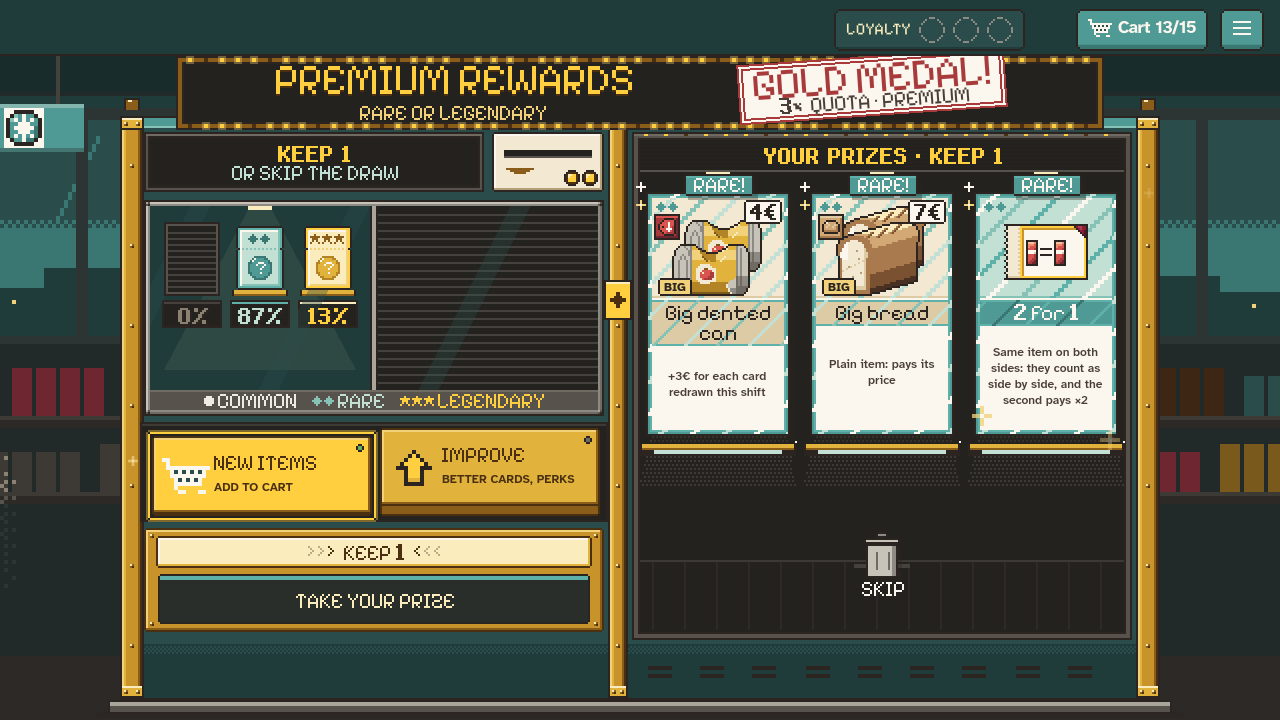 LOYALTY
Cart 13/15
PREMIUM REWARDS
RARE OR LEGENDARY
GOLD MEDAL!
3× QUOTA · PREMIUM
KEEP 1
OR SKIP THE DRAW
YOUR PRIZES · KEEP 1
RARE!
RARE!
RARE!
4€
7€
BIG
BIG
Big dented
can
Big bread
2 for 1
+3€ for each card
redrawn this shift
Plain item: pays its
price
Same item on both
sides: they count as
side by side, and the
second pays ×2
?
?
0%
87%
13%
COMMON
RARE
LEGENDARY
NEW ITEMS
ADD TO CART
IMPROVE
BETTER CARDS, PERKS
>>> KEEP 1 <<<
TAKE YOUR PRIZE
SKIP